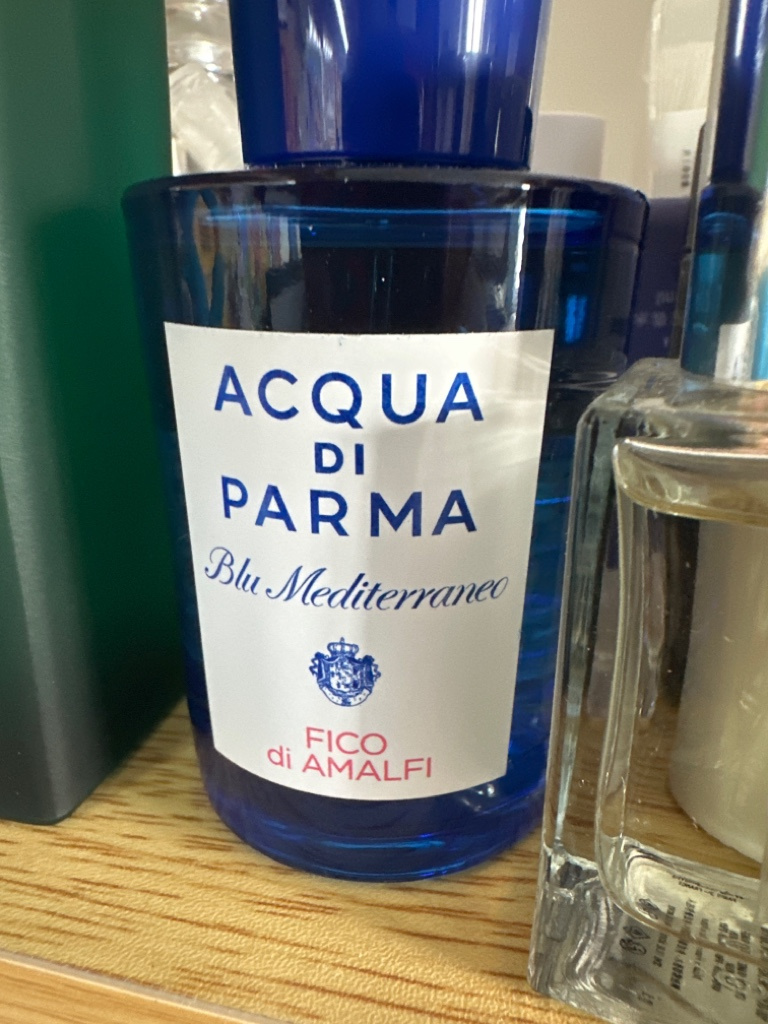 ACQUA
DI
PARMA
Blu Mediterraneo
FICO
di AMALFI